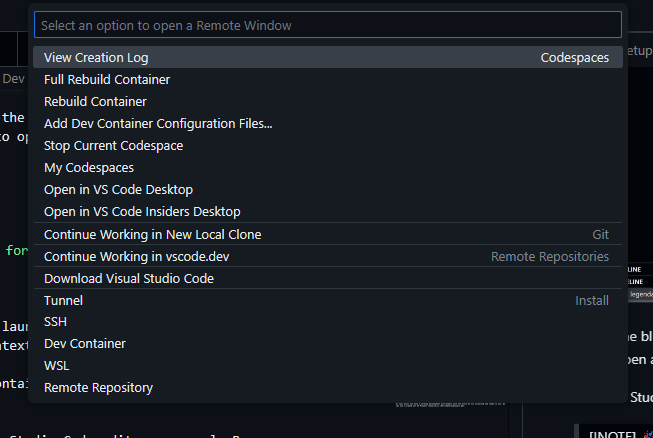 Select an option to open a Remote Window
View Creation Log Codespaces
Full Rebuild Container
Rebuild Container
Add Dev Container Configuration Files...
Stop Current Codespace
My Codespaces
Open in VS Code Desktop
Open in VS Code Insiders Desktop
Continue Working in New Local Clone Git
Continue Working in vscode.dev Remote Repositories
Download Visual Studio Code
Tunnel Install
SSH
Dev Container
WSL
Remote Repository
Dev
the
to op
for
laun
ntext
ontai
etup
LINE
LINE
legenda
ne bl
pen a
Stud
[!NOTE]